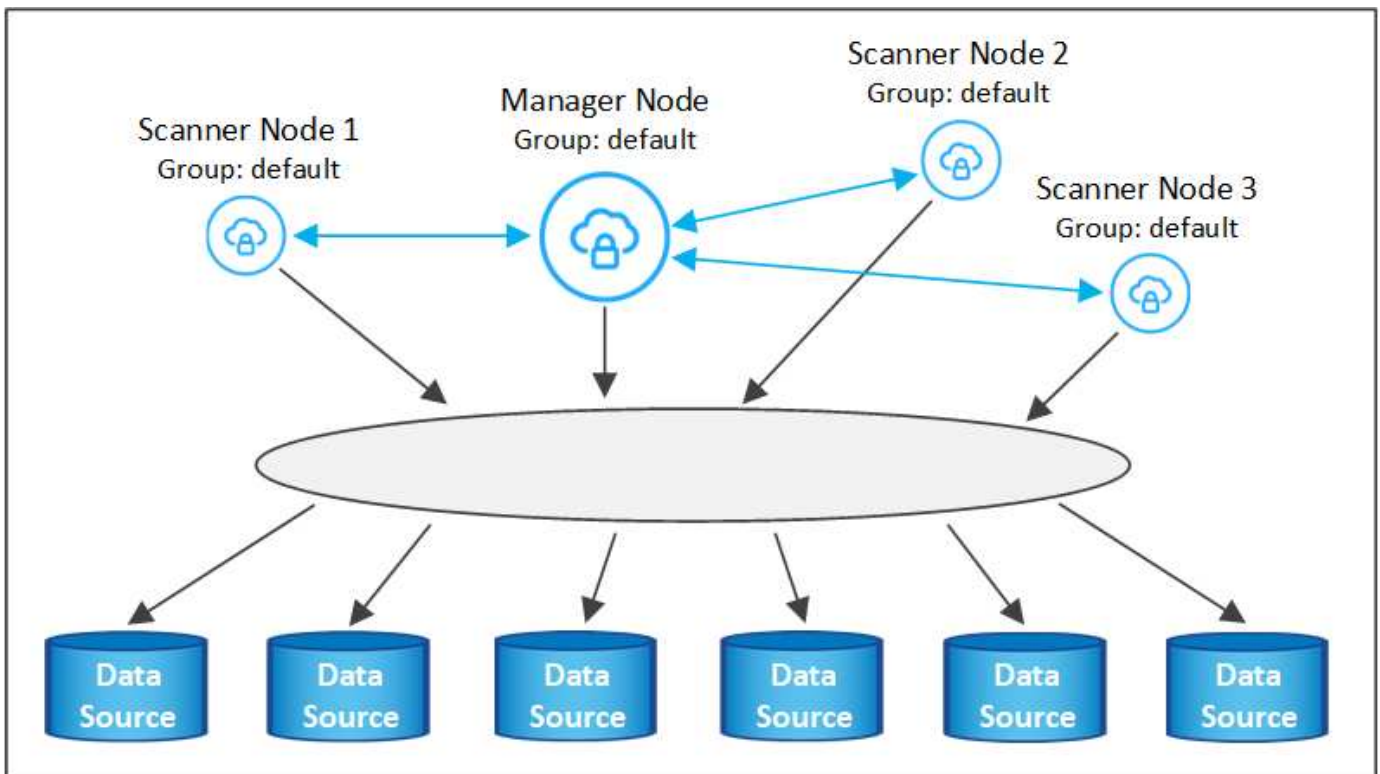 Scanner Node 1
Group: default
Manager Node
Group: default
Scanner Node 2
Group: default
Scanner Node 3
Group: default
Data
Source
Data
Source
Data
Source
Data
Source
Data
Source
Data
Source